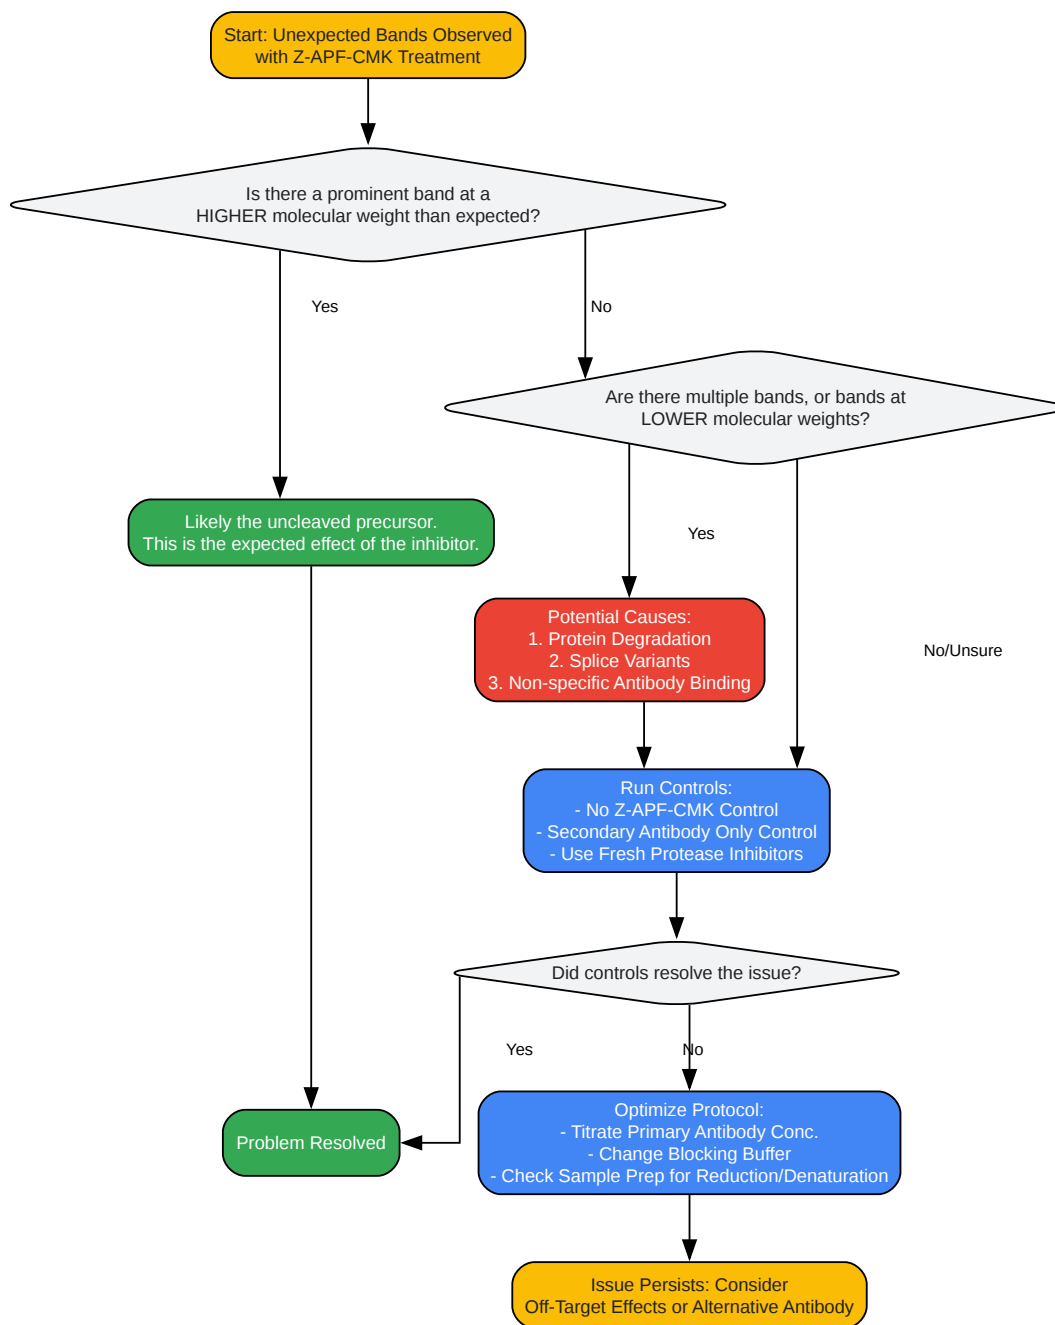 Start: Unexpected Bands Observed
with Z-APF-CMK Treatment
Is there a prominent band at a
HIGHER molecular weight than expected?
Yes
No
Are there multiple bands, or bands at
LOWER molecular weights?
Likely the uncleaved precursor.
This is the expected effect of the inhibitor.
Yes
No/Unsure
Potential Causes:
1. Protein Degradation
2. Splice Variants
3. Non-specific Antibody Binding
Run Controls:
- No Z-APF-CMK Control
- Secondary Antibody Only Control
- Use Fresh Protease Inhibitors
Did controls resolve the issue?
Yes
No
Problem Resolved
Optimize Protocol:
- Titrate Primary Antibody Conc.
- Change Blocking Buffer
- Check Sample Prep for Reduction/Denaturation
Issue Persists: Consider
Off-Target Effects or Alternative Antibody